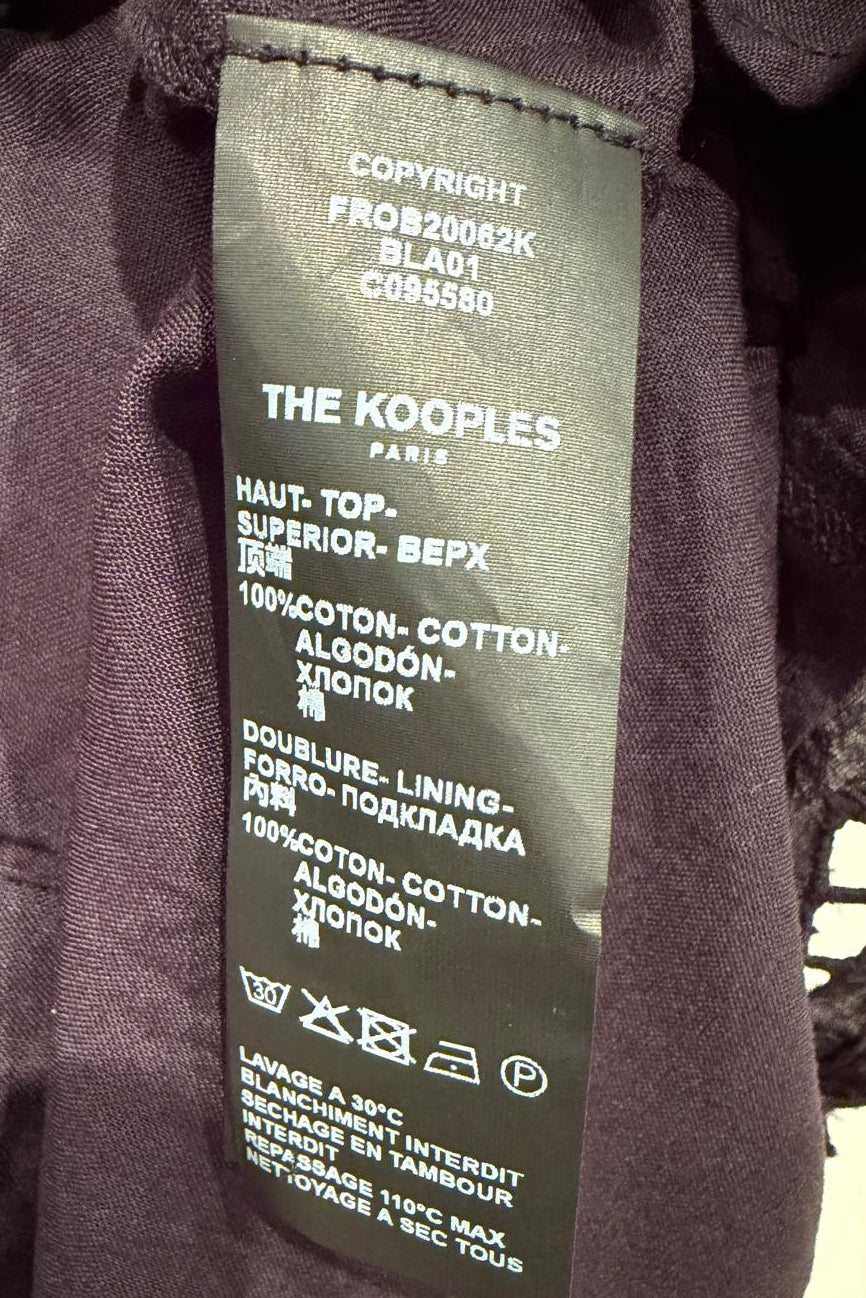 COPYRIGHT
FROB20062K
BLA01
C095580
THE KOOPLES
PARIS
HAUT- TOP-
SUPERIOR- ВЕРХ
顶端
100%COTON- COTTON-
ALGODÓN-
ХЛОПОК
棉
DOUBLURE- LINING-
FORRO- ПОДКЛАДКА
內料
100%COTON- COTTON-
ALGODÓN-
ХЛОПОК
棉
30
P
LAVAGE A 30°C
BLANCHIMENT INTERDIT
SECHAGE EN TAMBOUR
INTERDIT
REPASSAGE 110°C MAX
NETTOYAGE A SEC TOUS